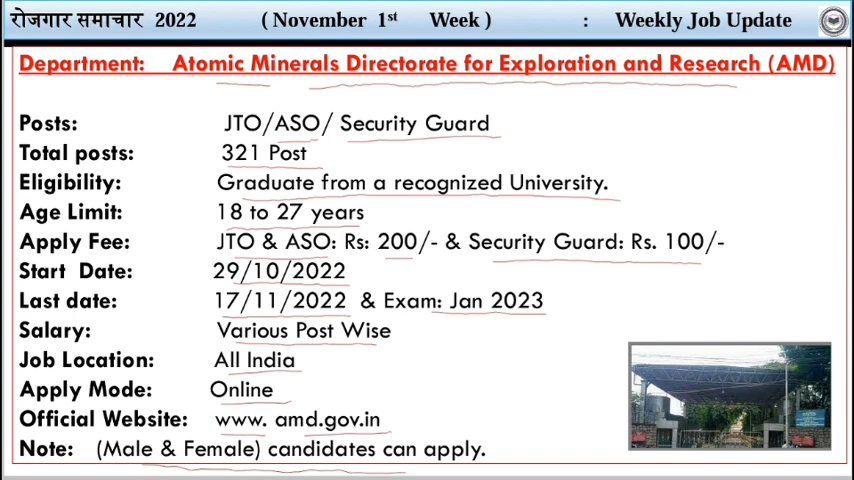 रोजगार समाचार 2022 ( November 1st Week ) : Weekly Job Update
Department: Atomic Minerals Directorate for Exploration and Research (AMD)
Posts: JTO/ASO/ Security Guard
Total posts: 321 Post
Eligibility: Graduate from a recognized University.
Age Limit: 18 to 27 years
Apply Fee: JTO & ASO: Rs: 200/- & Security Guard: Rs. 100/-
Start Date: 29/10/2022
Last date: 17/11/2022 & Exam: Jan 2023
Salary: Various Post Wise
Job Location: All India
Apply Mode: Online
Official Website: www. amd.gov.in
Note: (Male & Female) candidates can apply.